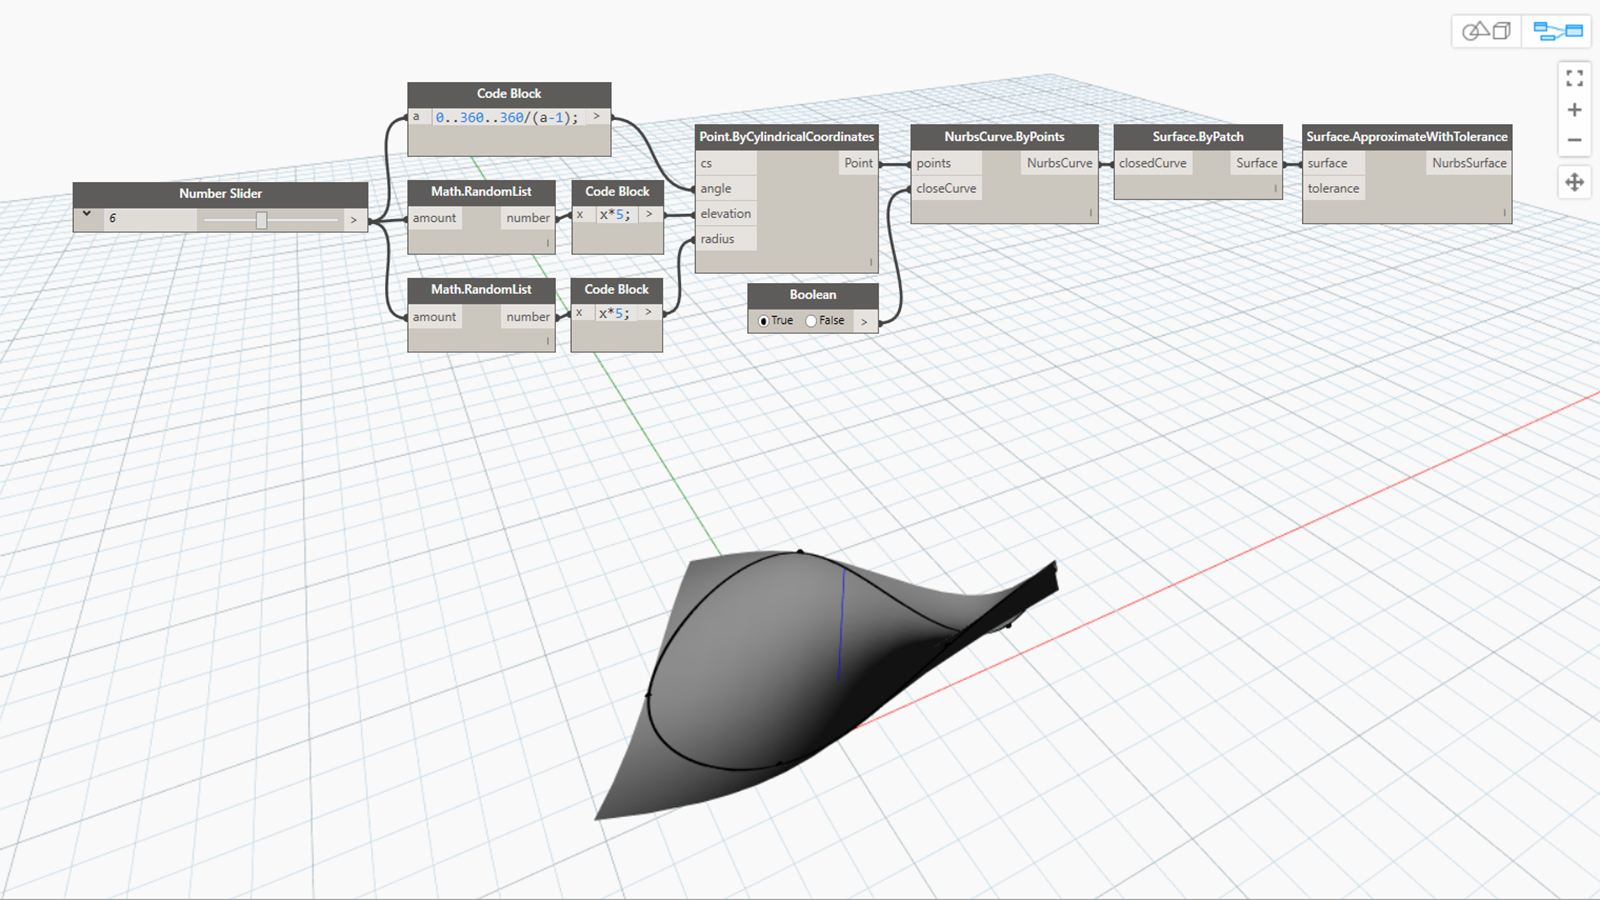 Code Block
a 0..360..360/(a-1); >
Number Slider
6 >
Math.RandomList
amount number
Code Block
x x*5; >
Math.RandomList
amount number
Code Block
x x*5; >
Point.ByCylindricalCoordinates
cs Point
angle
elevation
radius
Boolean
True False >
NurbsCurve.ByPoints
points NurbsCurve
closeCurve
Surface.ByPatch
closedCurve Surface
Surface.ApproximateWithTolerance
surface NurbsSurface
tolerance